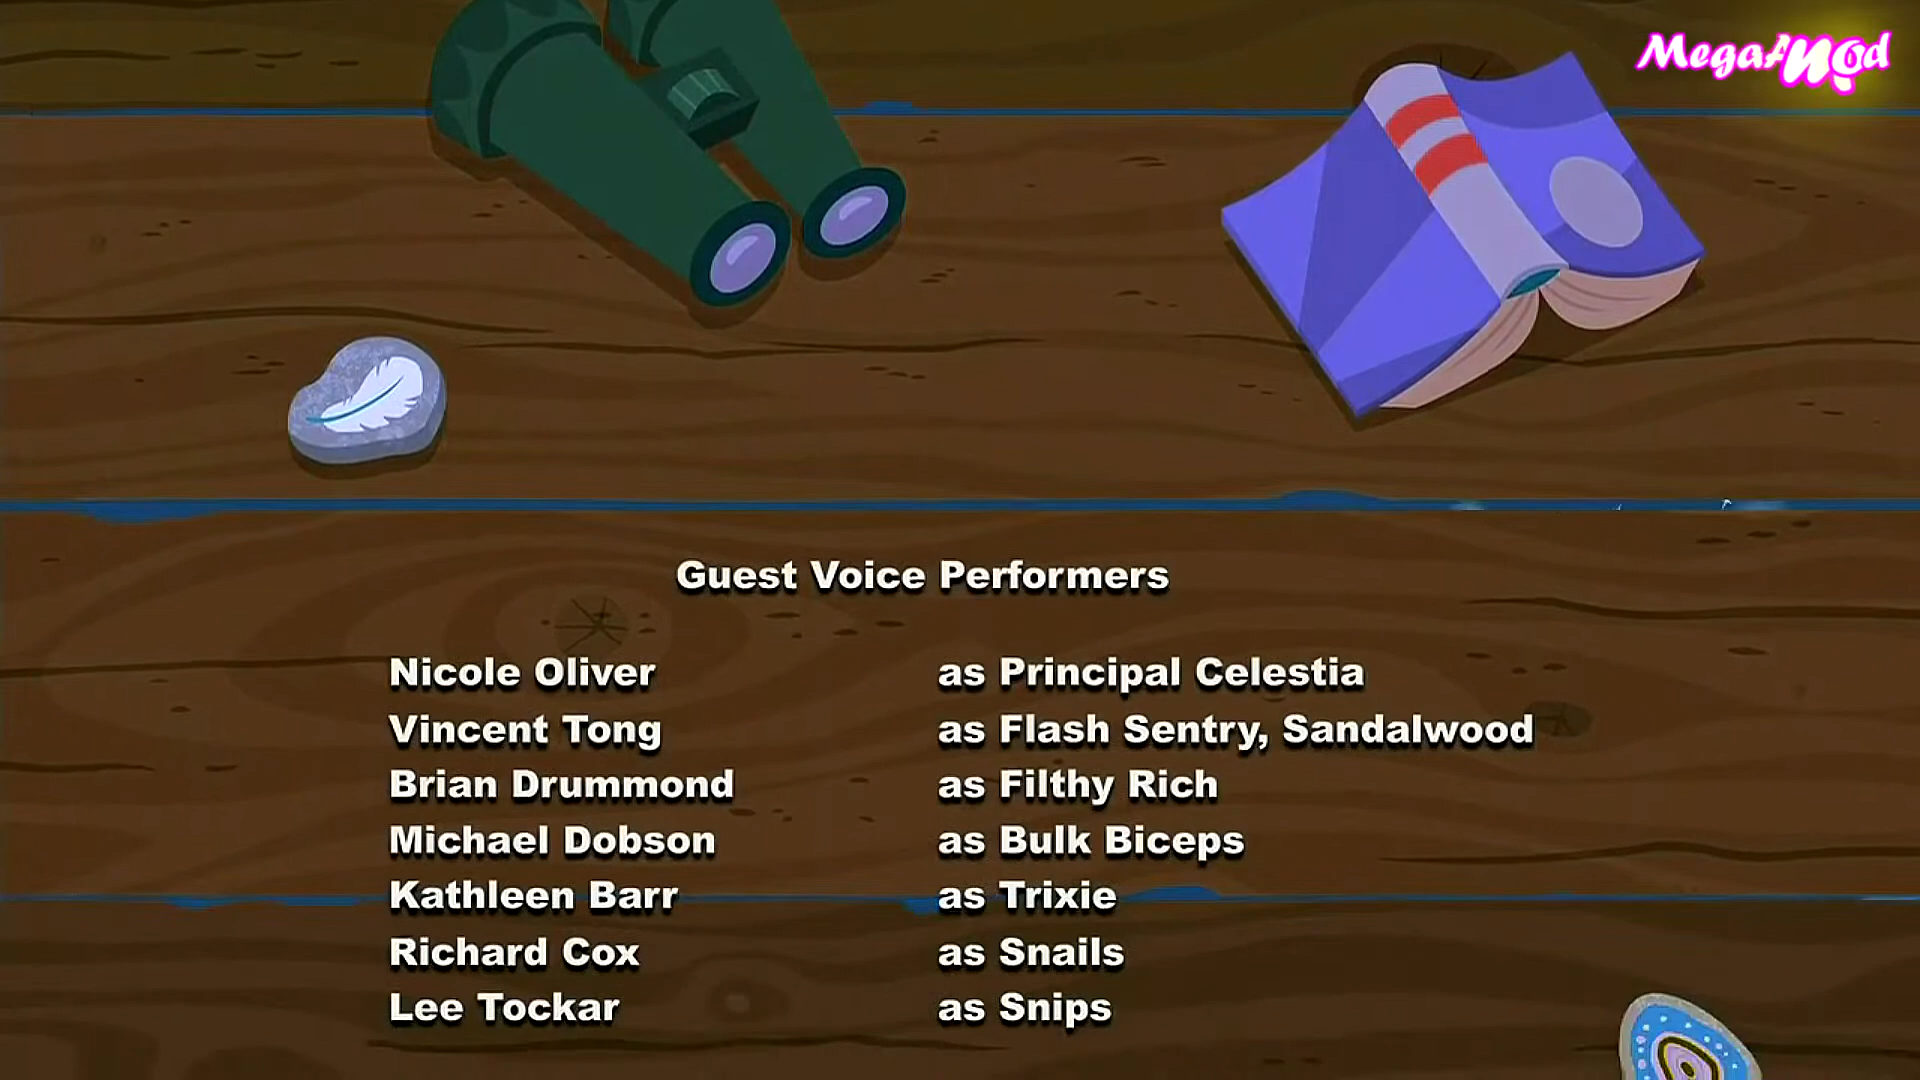 Guest Voice Performers
Nicole Oliver as Principal Celestia
Vincent Tong as Flash Sentry, Sandalwood
Brian Drummond as Filthy Rich
Michael Dobson as Bulk Biceps
Kathleen Barr as Trixie
Richard Cox as Snails
Lee Tockar as Snips